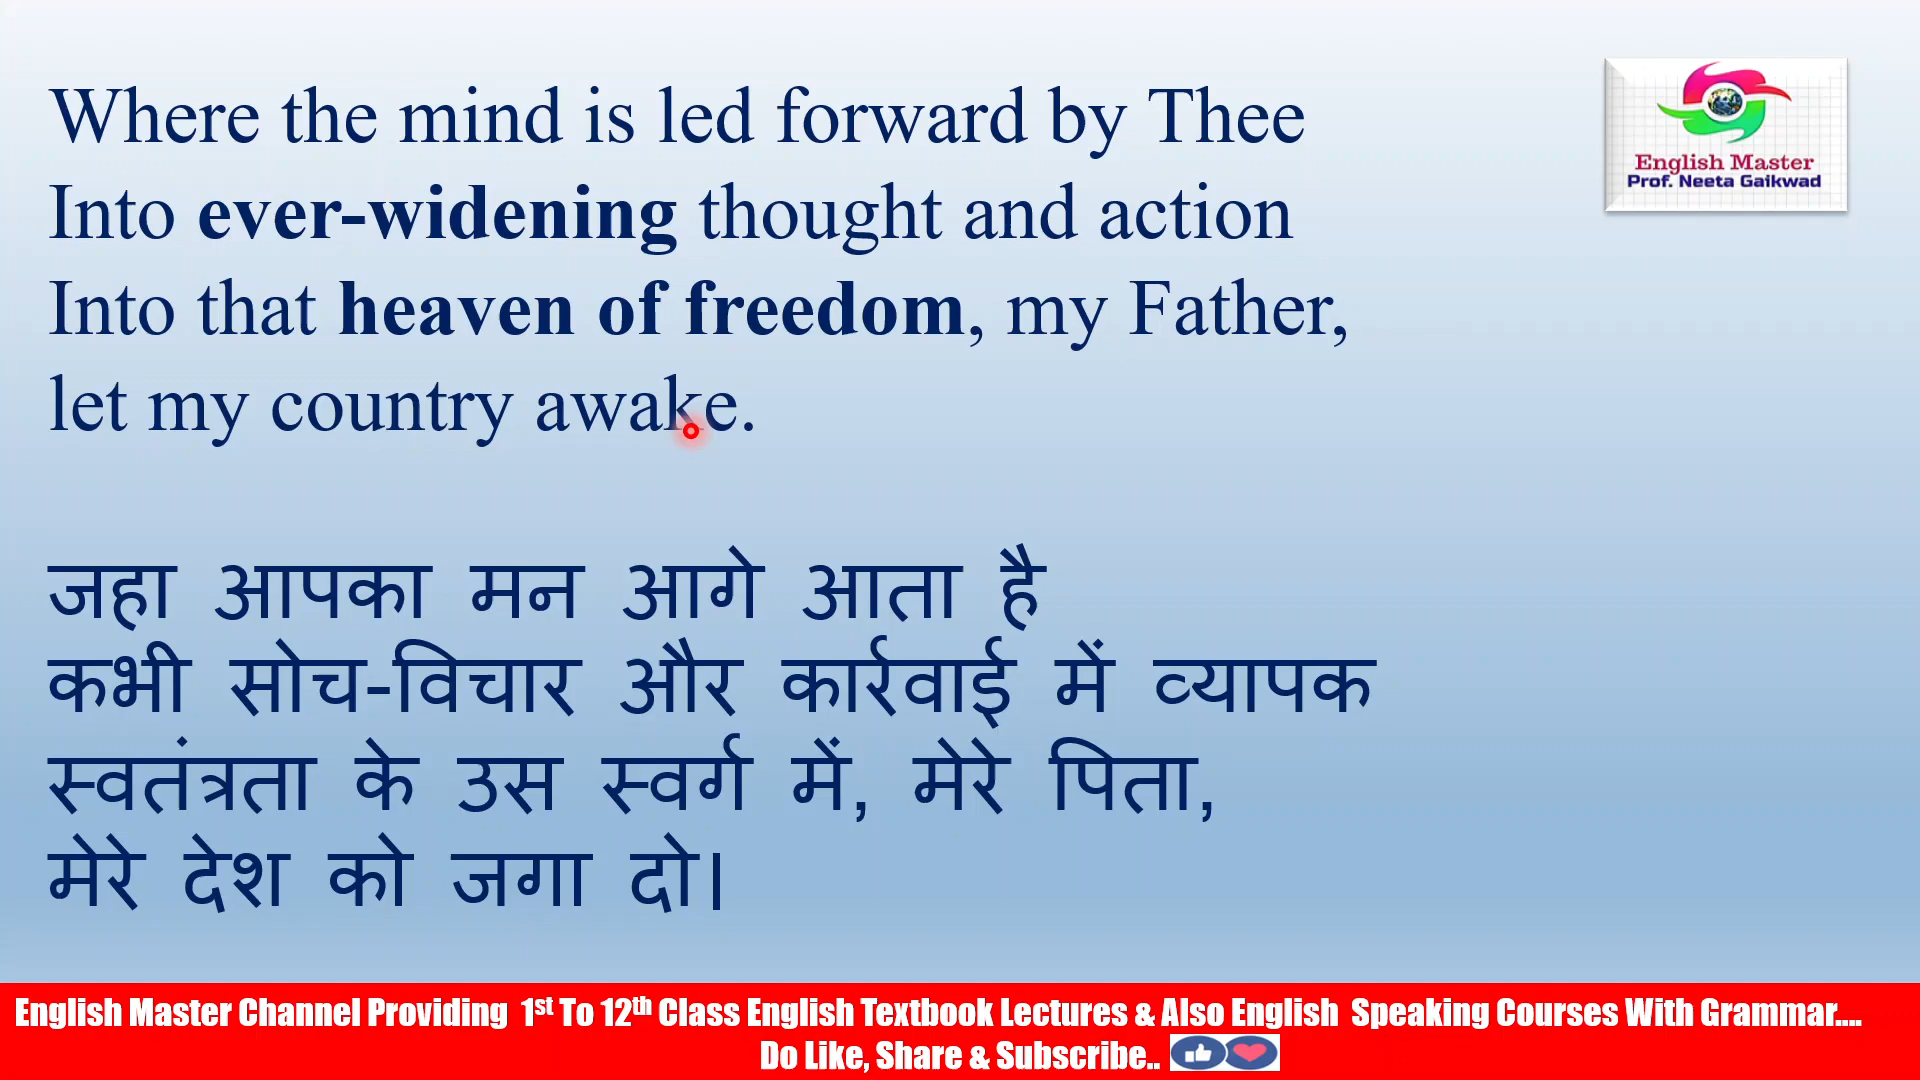 Where the mind is led forward by Thee
Into ever-widening thought and action
Into that heaven of freedom, my Father,
let my country awake.
English Master
Prof. Neeta Gaikwad
जहा आपका मन आगे आता है
कभी सोच-विचार और कार्रवाई में व्यापक
स्वतंत्रता के उस स्वर्ग में, मेरे पिता,
मेरे देश को जगा दो।
English Master Channel Providing 1st To 12th Class English Textbook Lectures & Also English Speaking Courses With Grammar....
Do Like, Share & Subscribe..